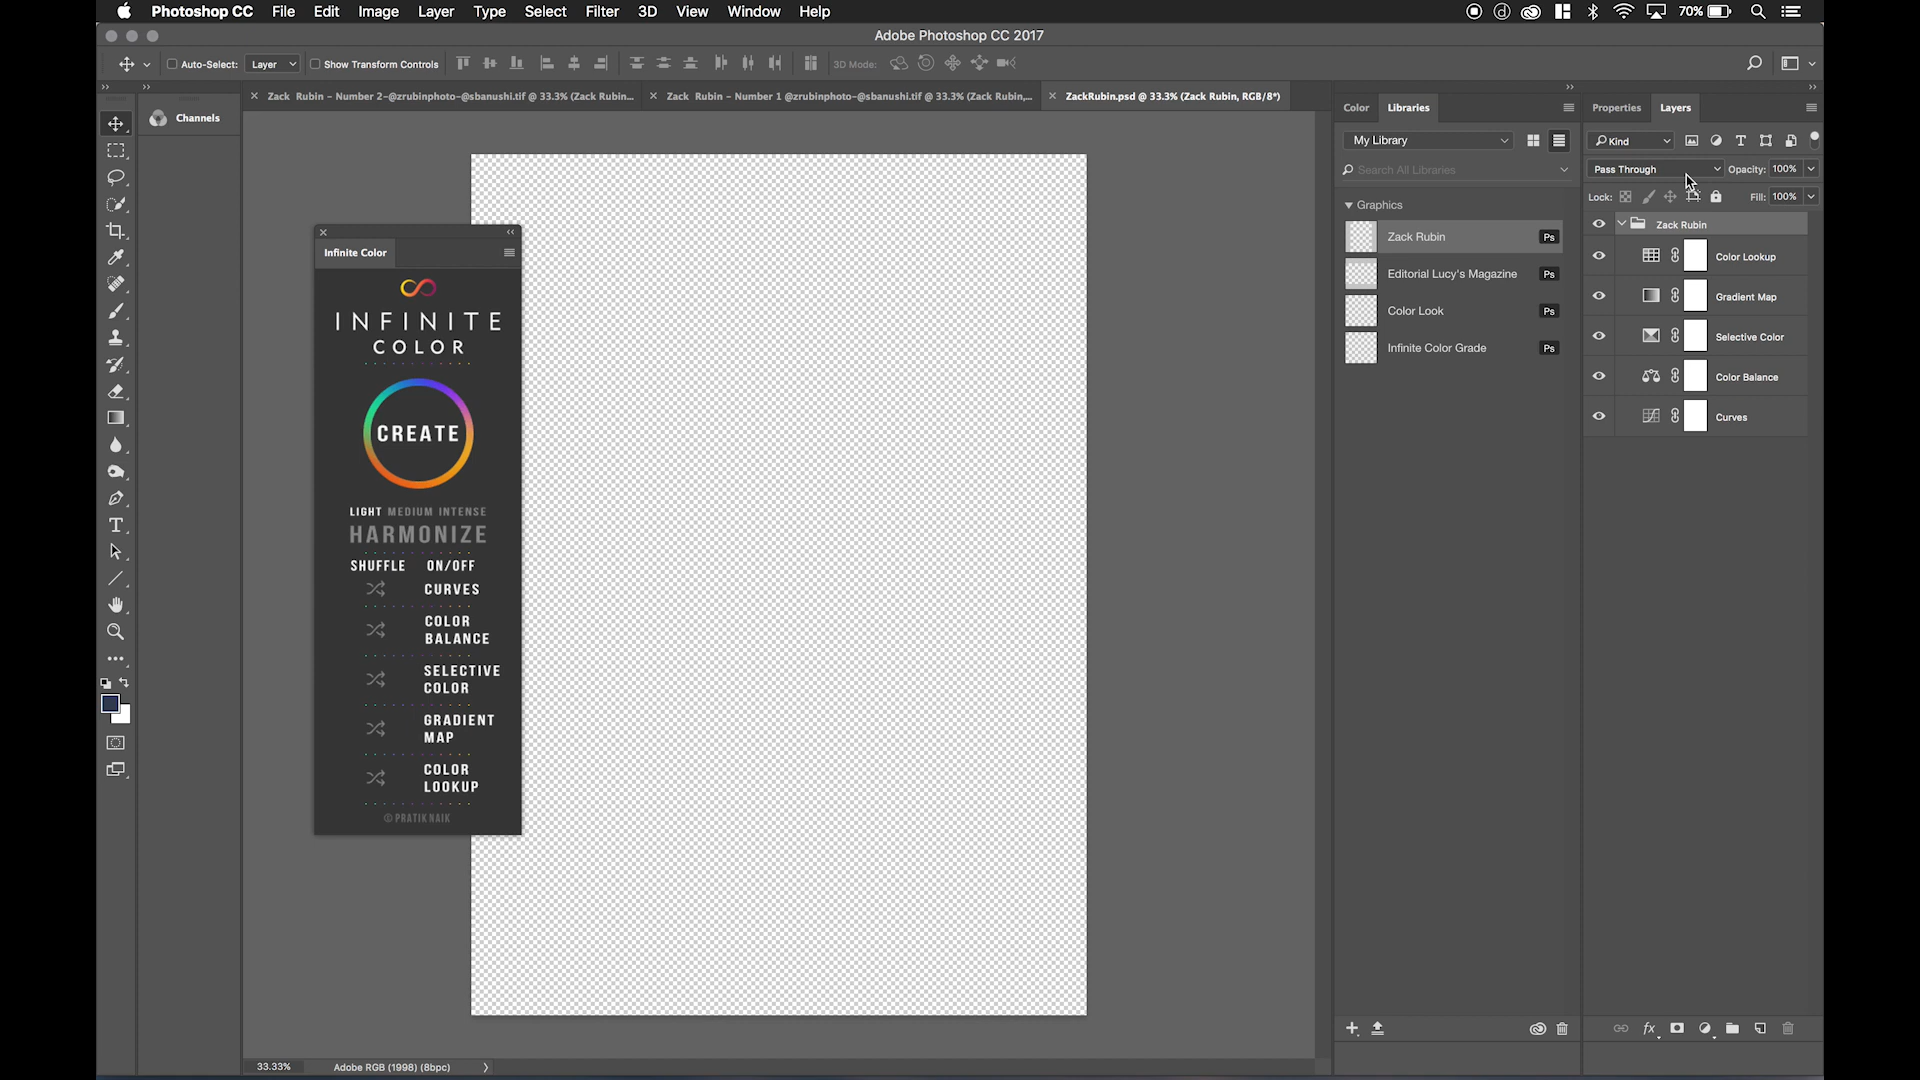 Photoshop CC File Edit Image Layer Type Select Filter 3D View Window Help 70%
Adobe Photoshop CC 2017
Auto-Select: Layer Show Transform Controls 3D Mode:
Zack Rubin - Number 2-@zrubinphoto-@sbanushi.tif @ 33.3% (Zack Rubin...
Zack Rubin - Number 1 @zrubinphoto-@sbanushi.tif @ 33.3% (Zack Rubin,...
ZackRubin.psd @ 33.3% (Zack Rubin, RGB/8*)
Channels
Infinite Color
INFINITE
COLOR
CREATE
LIGHT MEDIUM INTENSE
HARMONIZE
SHUFFLE ON/OFF
CURVES
COLOR
BALANCE
SELECTIVE
COLOR
GRADIENT
MAP
COLOR
LOOKUP
© PRATIK NAIK
33.33% Adobe RGB (1998) (8bpc)
Color Libraries
My Library
Search All Libraries
Graphics
Zack Rubin Ps
Editorial Lucy's Magazine Ps
Color Look Ps
Infinite Color Grade Ps
Properties Layers
Kind
Pass Through Opacity: 100%
Lock: Fill: 100%
Zack Rubin
Color Lookup
Gradient Map
Selective Color
Color Balance
Curves
fx